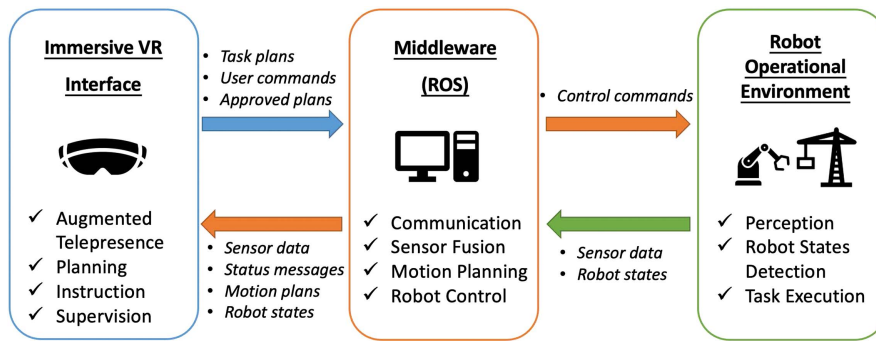 Immersive VR
Interface
✓ Augmented
Telepresence
✓ Planning
✓ Instruction
✓ Supervision
• Task plans
• User commands
• Approved plans
• Sensor data
• Status messages
• Motion plans
• Robot states
Middleware
(ROS)
✓ Communication
✓ Sensor Fusion
✓ Motion Planning
✓ Robot Control
• Control commands
• Sensor data
• Robot states
Robot
Operational
Environment
✓ Perception
✓ Robot States
Detection
✓ Task Execution